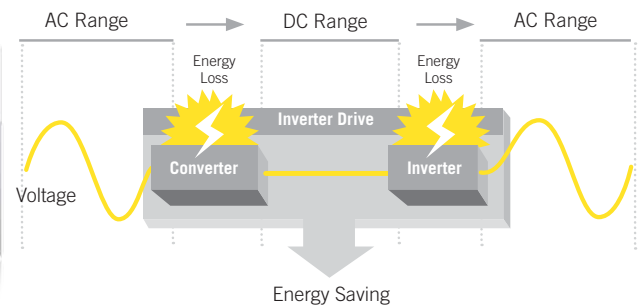 AC Range
DC Range
AC Range
Energy
Loss
Energy
Loss
Inverter Drive
Converter
Inverter
Voltage
Energy Saving